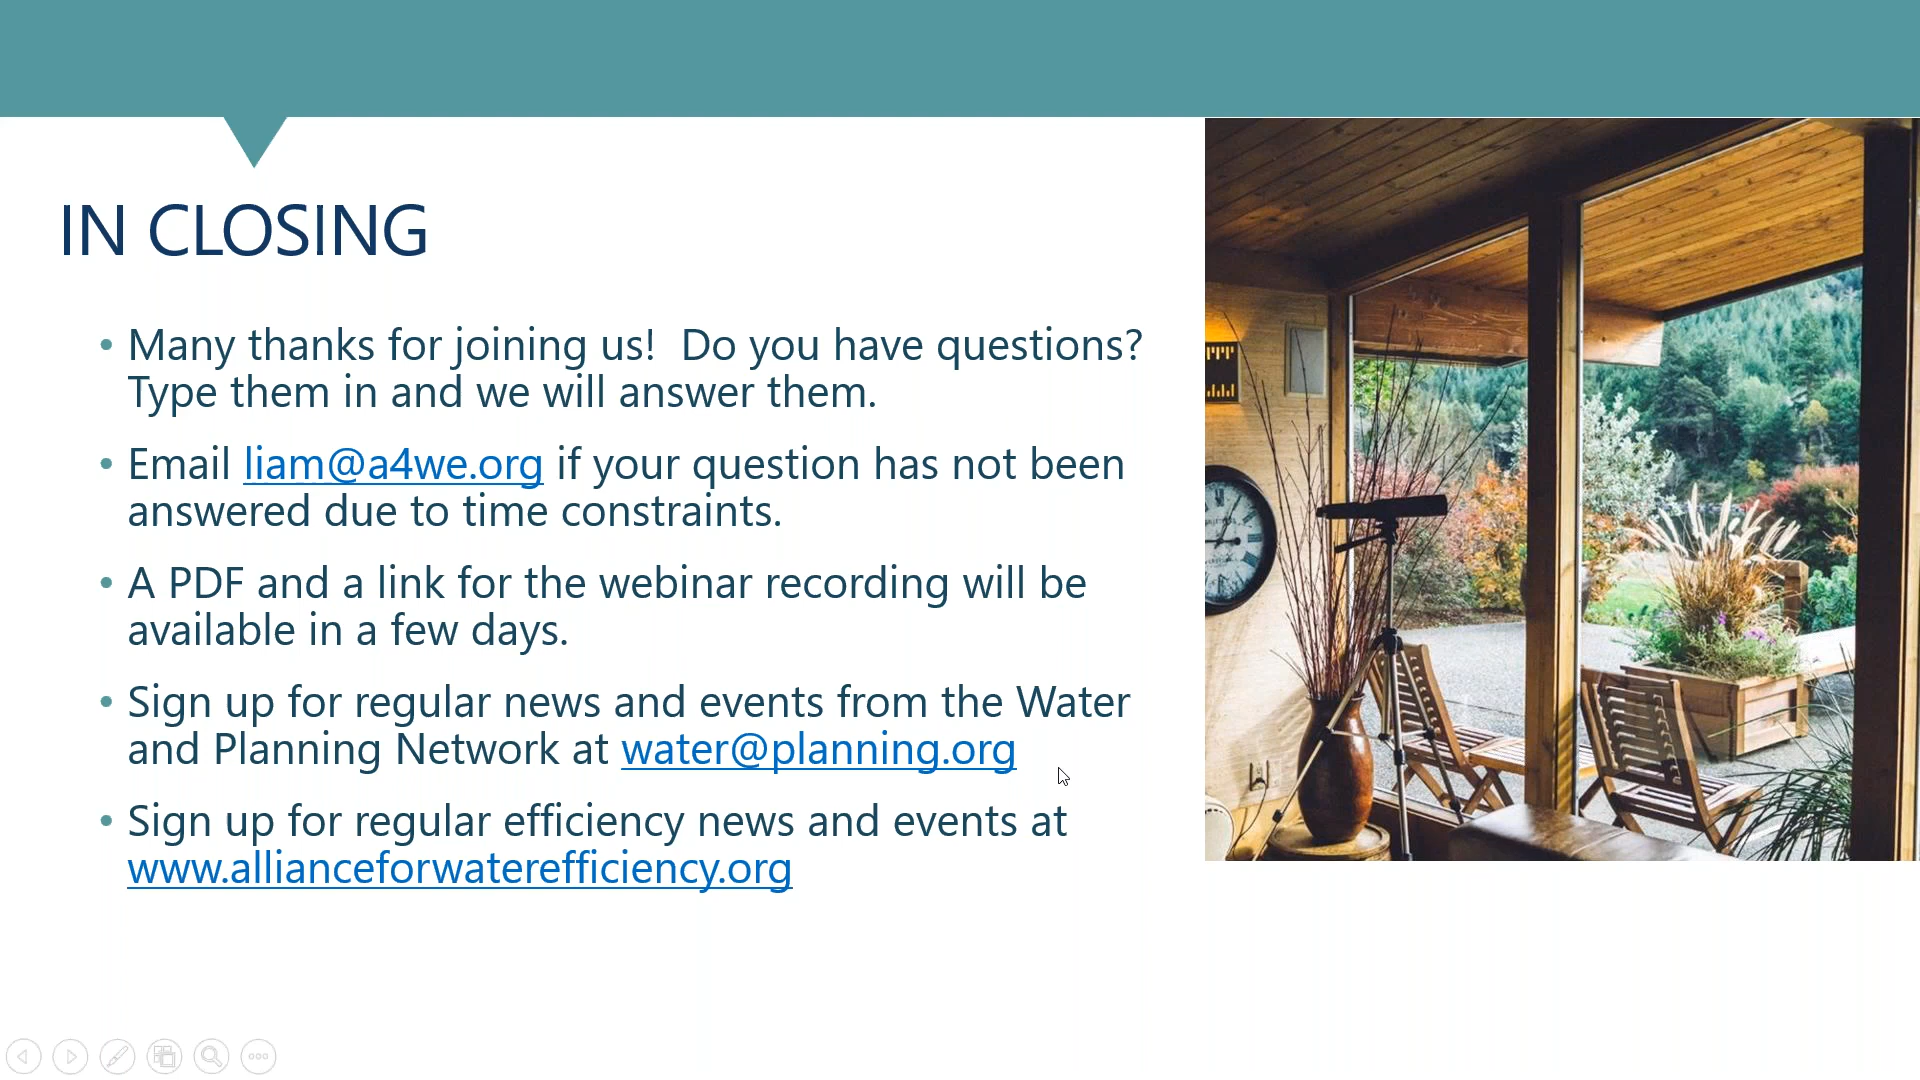 IN CLOSING
• Many thanks for joining us!  Do you have questions?
Type them in and we will answer them.
• Email liam@a4we.org if your question has not been
answered due to time constraints.
• A PDF and a link for the webinar recording will be
available in a few days.
• Sign up for regular news and events from the Water
and Planning Network at water@planning.org
• Sign up for regular efficiency news and events at
www.allianceforwaterefficiency.org